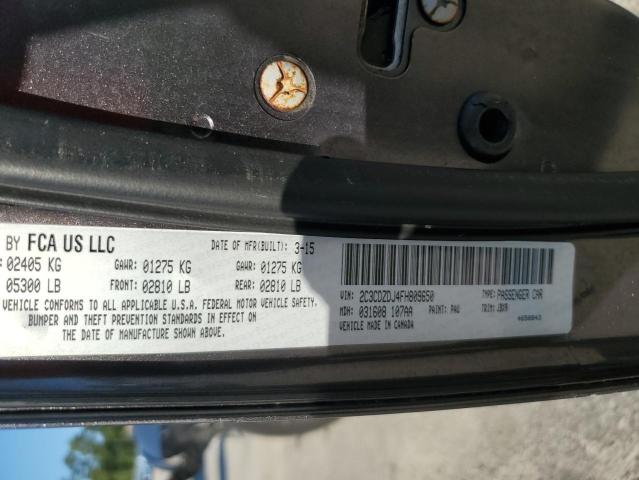 BY FCA US LLC DATE OF MFR(BUILT): 3-15
: 02405 KG GAWR: 01275 KG GAWR: 01275 KG
05300 LB FRONT: 02810 LB REAR: 02810 LB
VEHICLE CONFORMS TO ALL APPLICABLE U.S.A. FEDERAL MOTOR VEHICLE SAFETY,
BUMPER AND THEFT PREVENTION STANDARDS IN EFFECT ON
THE DATE OF MANUFACTURE SHOWN ABOVE.
VIN: 2C3CDZDJ4FH809650 TYPE: PASSENGER CAR
MDH: 031608 107AA PAINT: PAU TRIM:
VEHICLE MADE IN CANADA